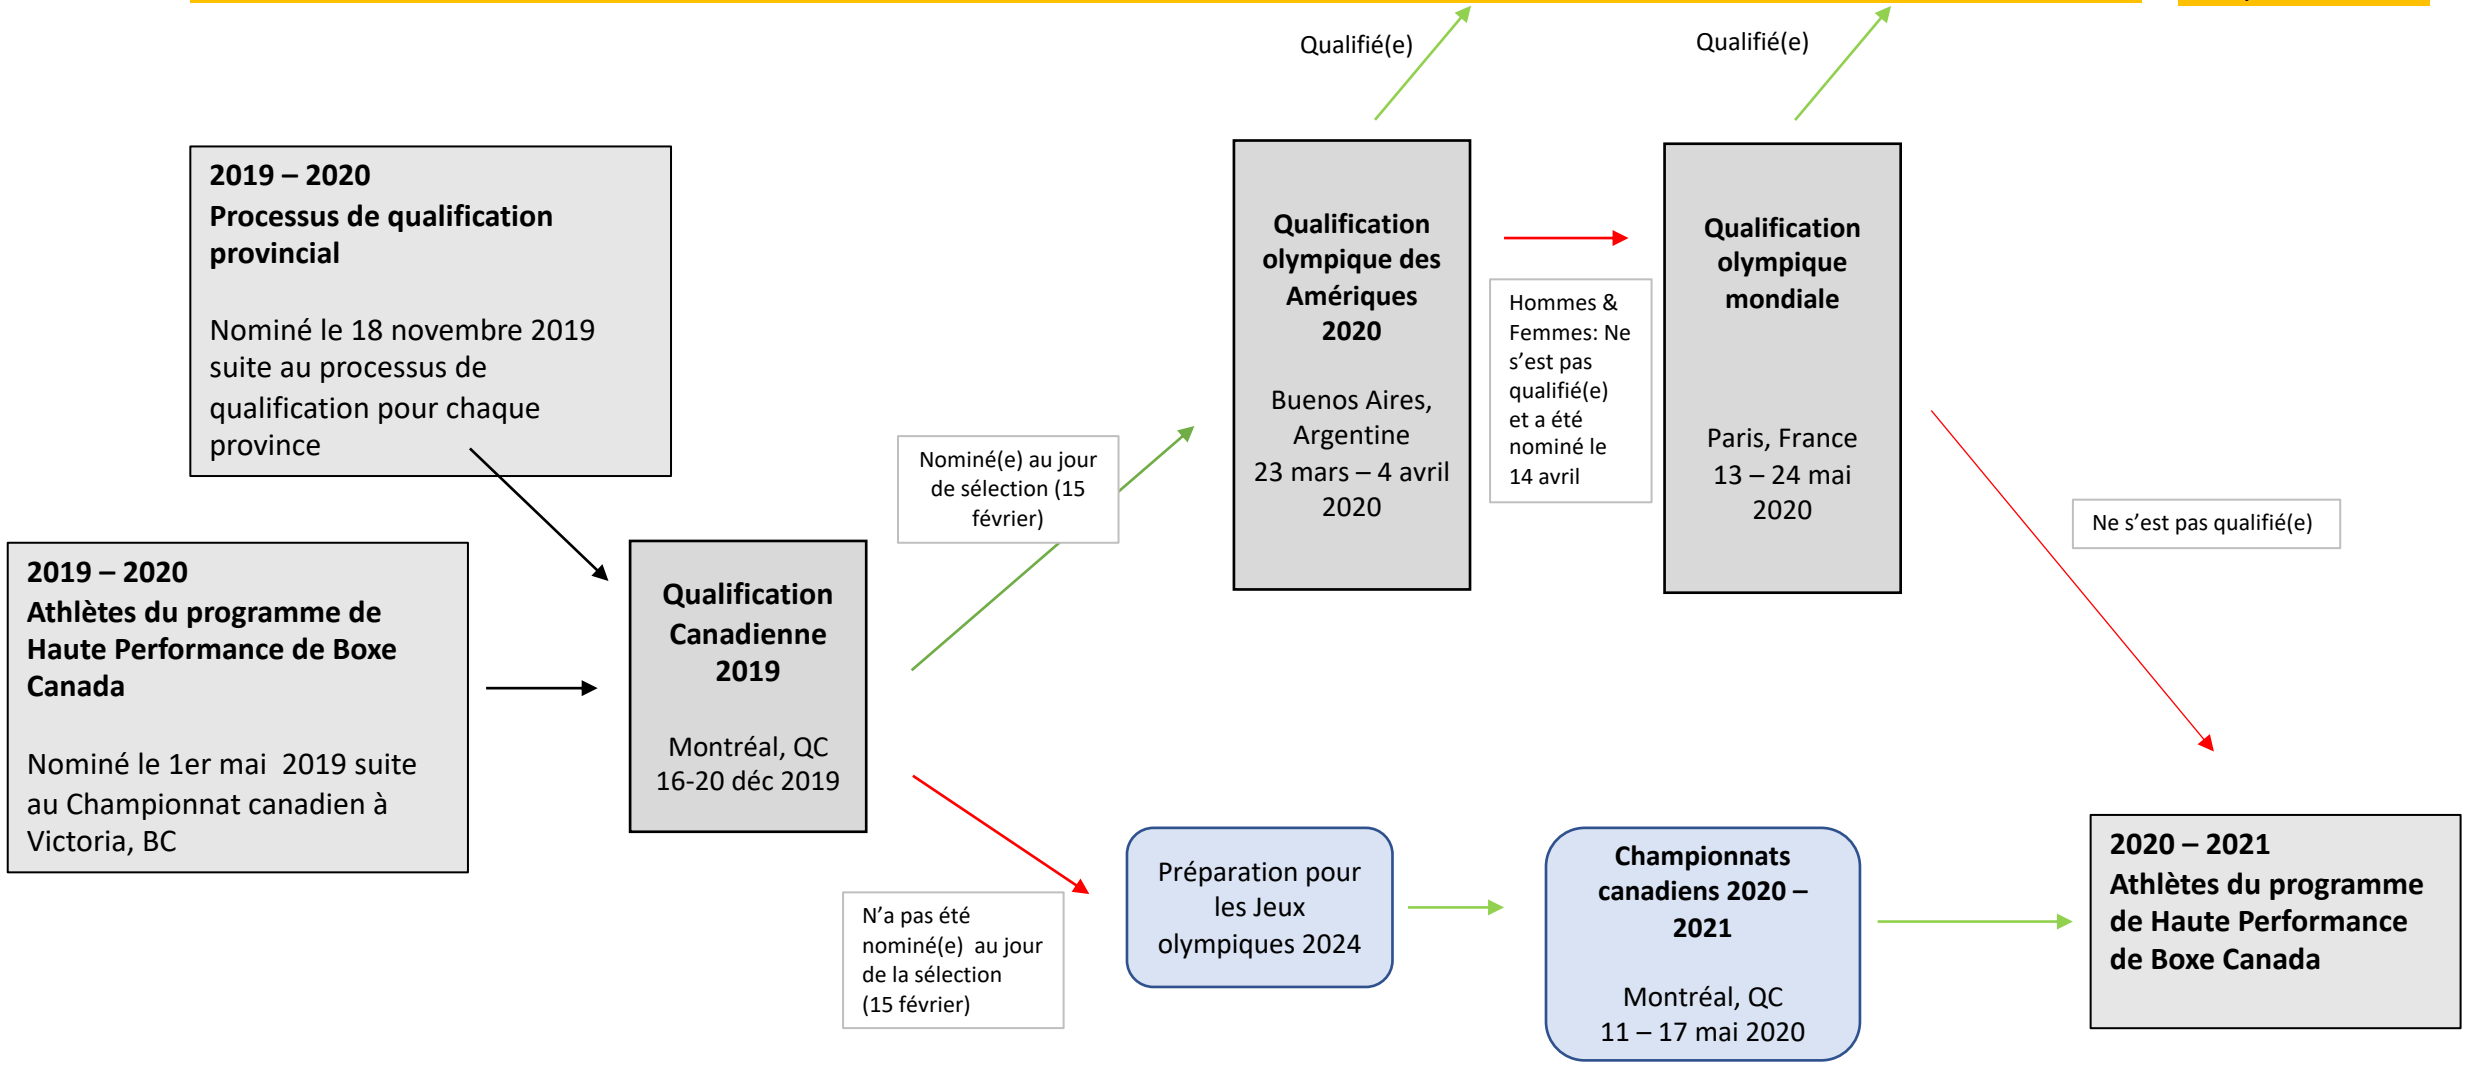 Qualifié(e)
Qualifié(e)
2019 – 2020
Processus de qualification
provincial
Nominé le 18 novembre 2019
suite au processus de
qualification pour chaque
province
2019 – 2020
Athlètes du programme de
Haute Performance de Boxe
Canada
Nominé le 1er mai  2019 suite
au Championnat canadien à
Victoria, BC
Qualification
Canadienne
2019
Montréal, QC
16-20 déc 2019
Nominé(e) au jour
de sélection (15
février)
N’a pas été
nominé(e)  au jour
de la sélection
(15 février)
Qualification
olympique des
Amériques
2020
Buenos Aires,
Argentine
23 mars – 4 avril
2020
Hommes &
Femmes: Ne
s’est pas
qualifié(e)
et a été
nominé le
14 avril
Qualification
olympique
mondiale
Paris, France
13 – 24 mai
2020
Ne s’est pas qualifié(e)
Préparation pour
les Jeux
olympiques 2024
Championnats
canadiens 2020 –
2021
Montréal, QC
11 – 17 mai 2020
2020 – 2021
Athlètes du programme
de Haute Performance
de Boxe Canada